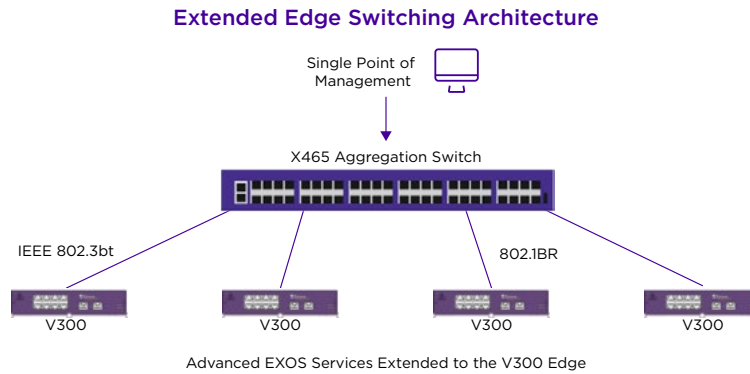 Extended Edge Switching Architecture
Single Point of
Management
X465 Aggregation Switch
IEEE 802.3bt
802.1BR
V300
V300
V300
V300
Advanced EXOS Services Extended to the V300 Edge